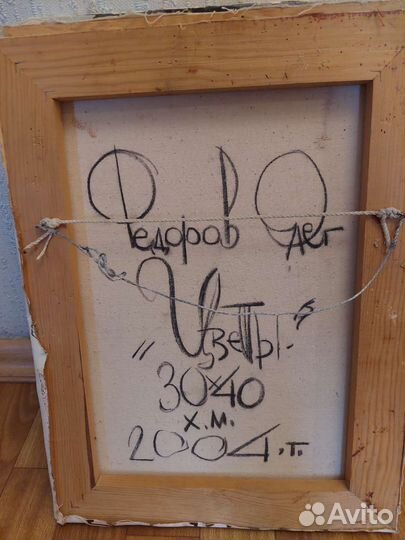 Федоров Олег
"Цветы."
30×40
х.м.
2004.г.
Avito